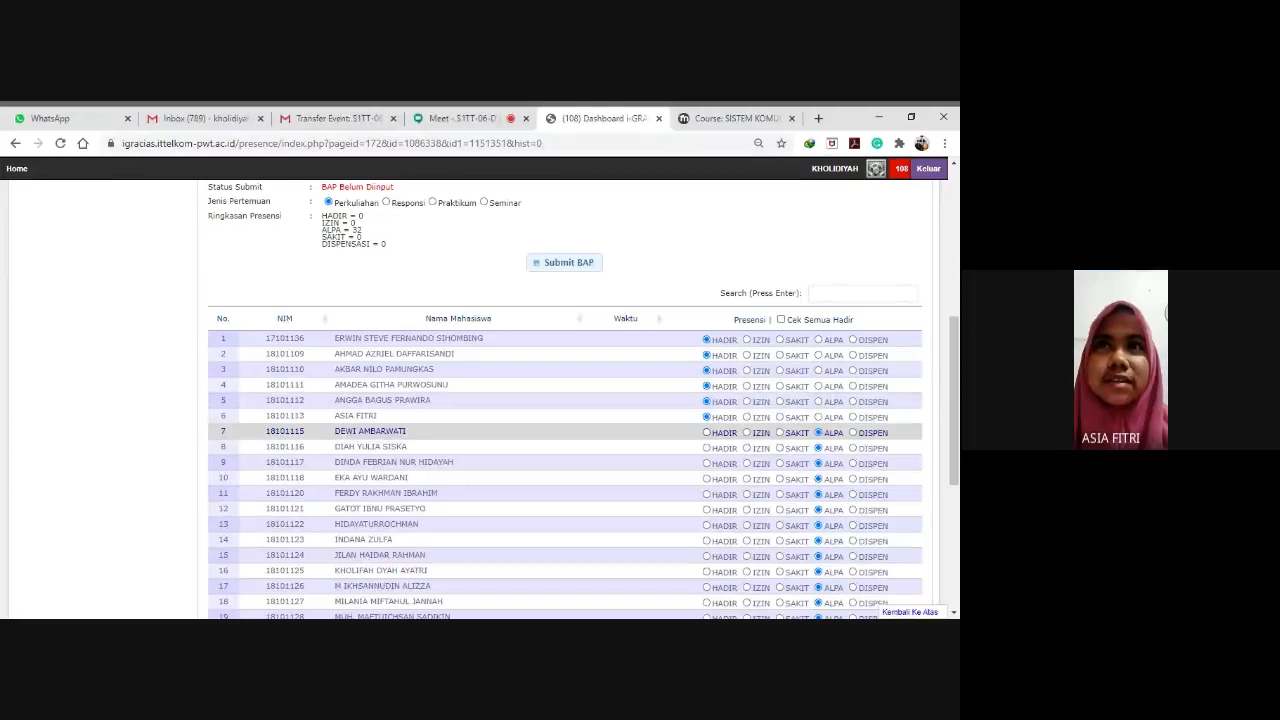 WhatsApp
Inbox (789) - kholidiyah
Transfer Event: S1TT-06-
Meet - S1TT-06-D
(108) Dashboard i-GRA
Course: SISTEM KOMU
igracias.ittelkom-pwt.ac.id/presence/index.php?pageid=172&id=1086338&id1=1151351&hist=0
Home
KHOLIDIYAH
108
Keluar
Status Submit : BAP Belum Diinput
Jenis Pertemuan : Perkuliahan Responsi Praktikum Seminar
Ringkasan Presensi : HADIR = 0
IZIN = 0
ALPA = 32
SAKIT = 0
DISPENSASI = 0
Submit BAP
Search (Press Enter):
No. NIM Nama Mahasiswa Waktu Presensi | Cek Semua Hadir
1 17101136 ERWIN STEVE FERNANDO SIHOMBING HADIR IZIN SAKIT ALPA DISPEN
2 18101109 AHMAD AZRIEL DAFFARISANDI HADIR IZIN SAKIT ALPA DISPEN
3 18101110 AKBAR NILO PAMUNGKAS HADIR IZIN SAKIT ALPA DISPEN
4 18101111 AMADEA GITHA PURWOSUNU HADIR IZIN SAKIT ALPA DISPEN
5 18101112 ANGGA BAGUS PRAWIRA HADIR IZIN SAKIT ALPA DISPEN
6 18101113 ASIA FITRI HADIR IZIN SAKIT ALPA DISPEN
7 18101115 DEWI AMBARWATI HADIR IZIN SAKIT ALPA DISPEN
8 18101116 DIAH YULIA SISKA HADIR IZIN SAKIT ALPA DISPEN
9 18101117 DINDA FEBRIAN NUR HIDAYAH HADIR IZIN SAKIT ALPA DISPEN
10 18101118 EKA AYU WARDANI HADIR IZIN SAKIT ALPA DISPEN
11 18101120 FERDY RAKHMAN IBRAHIM HADIR IZIN SAKIT ALPA DISPEN
12 18101121 GATOT IBNU PRASETYO HADIR IZIN SAKIT ALPA DISPEN
13 18101122 HIDAYATURROCHMAN HADIR IZIN SAKIT ALPA DISPEN
14 18101123 INDANA ZULFA HADIR IZIN SAKIT ALPA DISPEN
15 18101124 JILAN HAIDAR RAHMAN HADIR IZIN SAKIT ALPA DISPEN
16 18101125 KHOLIFAH DYAH AYATRI HADIR IZIN SAKIT ALPA DISPEN
17 18101126 M IKHSANNUDIN ALIZZA HADIR IZIN SAKIT ALPA DISPEN
18 18101127 MILANIA MIFTAHUL JANNAH HADIR IZIN SAKIT ALPA DISPEN
19 18101128 MUH. MAFTUICHSAN SADIKIN HADIR IZIN SAKIT ALPA DISP
Kembali Ke Atas
ASIA FITRI